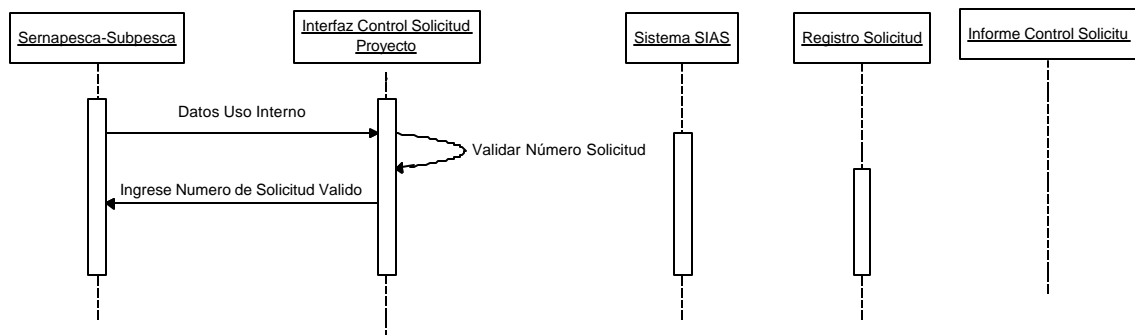 Sernapesca-Subpesca
Interfaz Control Solicitud
Proyecto
Sistema SIAS
Registro Solicitud
Informe Control Solicitu
Datos Uso Interno
Validar Número Solicitud
Ingrese Numero de Solicitud Valido